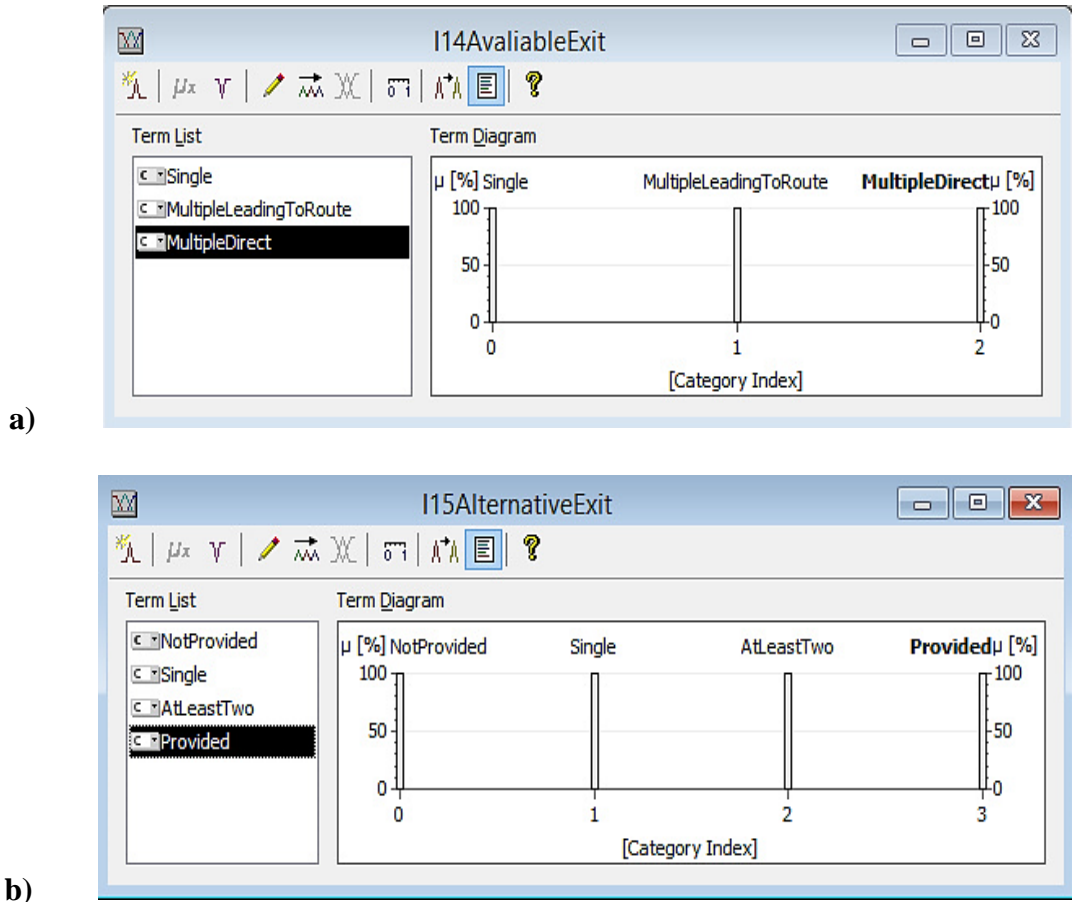 I14AvaliableExit
μx
Term List
Term Diagram
Single
MultipleLeadingToRoute
MultipleDirect
μ [%] Single MultipleLeadingToRoute MultipleDirect μ [%]
100 100
50 50
0 0
0 1 2
[Category Index]
a)
I15AlternativeExit
μx
Term List
Term Diagram
NotProvided
Single
AtLeastTwo
Provided
μ [%] NotProvided Single AtLeastTwo Provided μ [%]
100 100
50 50
0 0
0 1 2 3
[Category Index]
b)